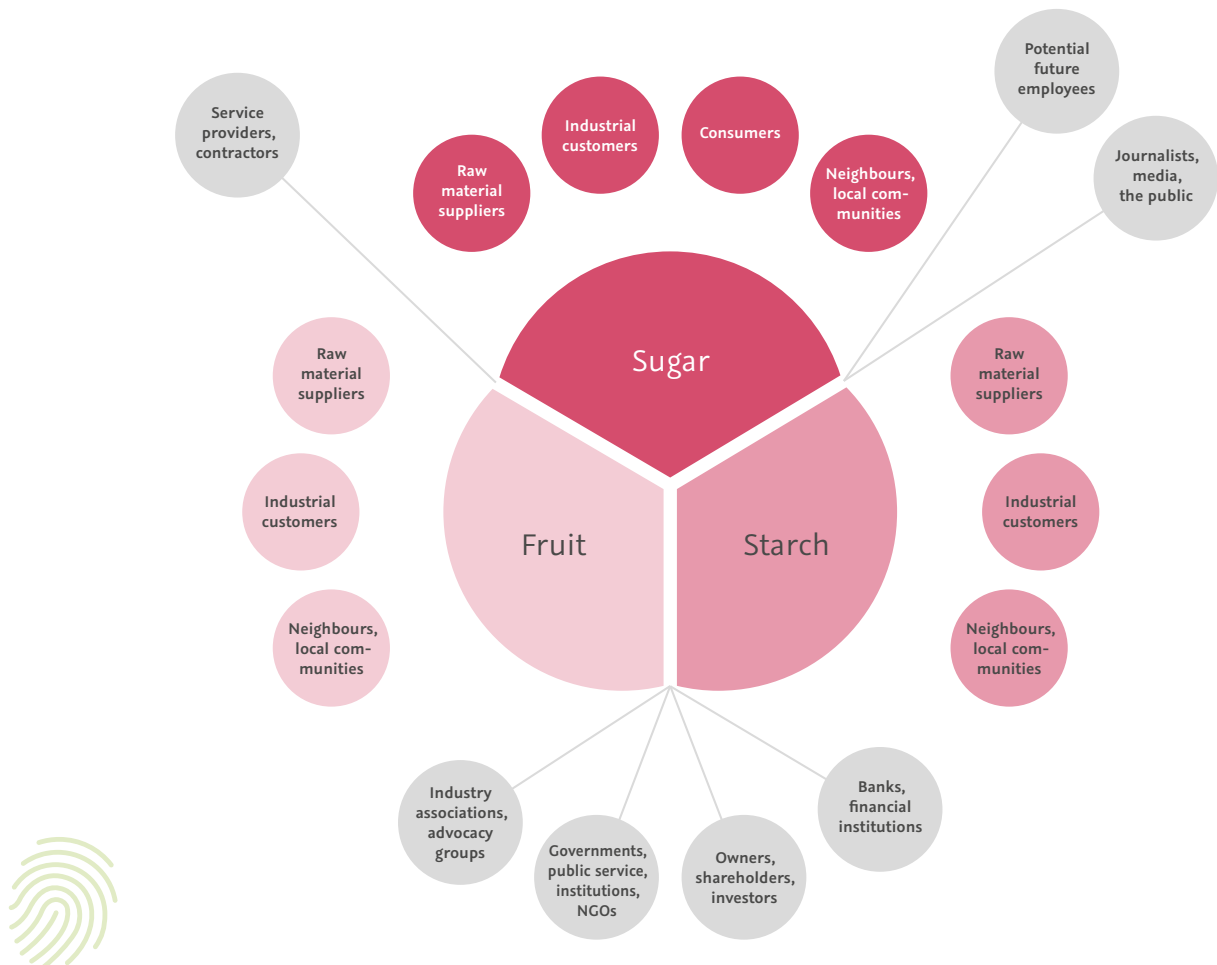 Potential
future
employees
Service
providers,
contractors
Industrial
customers
Consumers
Journalists,
media,
the public
Raw
material
suppliers
Neighbours,
local com-
munities
Sugar
Raw
material
suppliers
Raw
material
suppliers
Industrial
customers
Industrial
customers
Fruit
Starch
Neighbours,
local com-
munities
Neighbours,
local com-
munities
Industry
associations,
advocacy
groups
Governments,
public service,
institutions,
NGOs
Owners,
shareholders,
investors
Banks,
financial
institutions